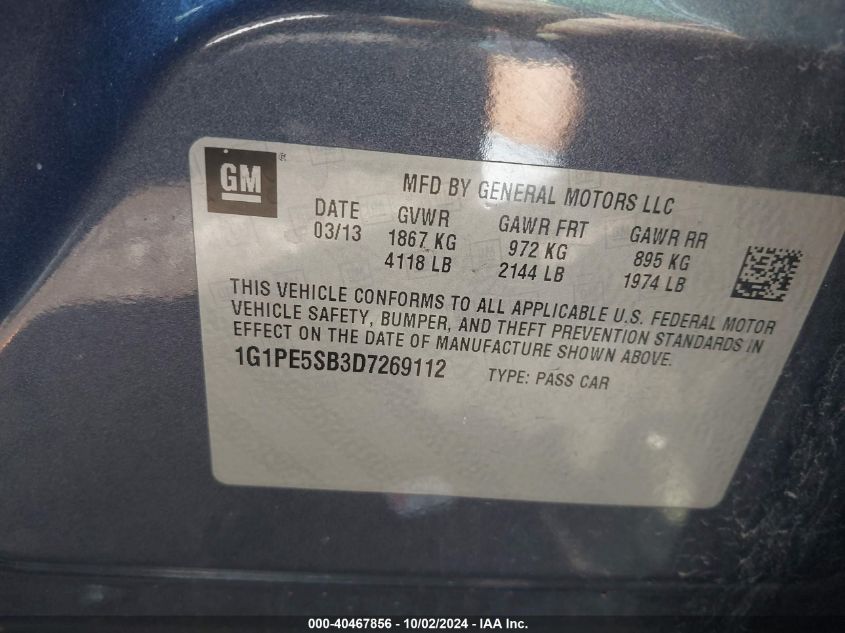 GM ®
MFD BY GENERAL MOTORS LLC
DATE GVWR GAWR FRT GAWR RR
03/13 1867 KG 972 KG 895 KG
4118 LB 2144 LB 1974 LB
THIS VEHICLE CONFORMS TO ALL APPLICABLE U.S. FEDERAL MOTOR
VEHICLE SAFETY, BUMPER, AND THEFT PREVENTION STANDARDS IN
EFFECT ON THE DATE OF MANUFACTURE SHOWN ABOVE.
1G1PE5SB3D7269112 TYPE: PASS CAR
000-40467856 - 10/02/2024 - IAA Inc.